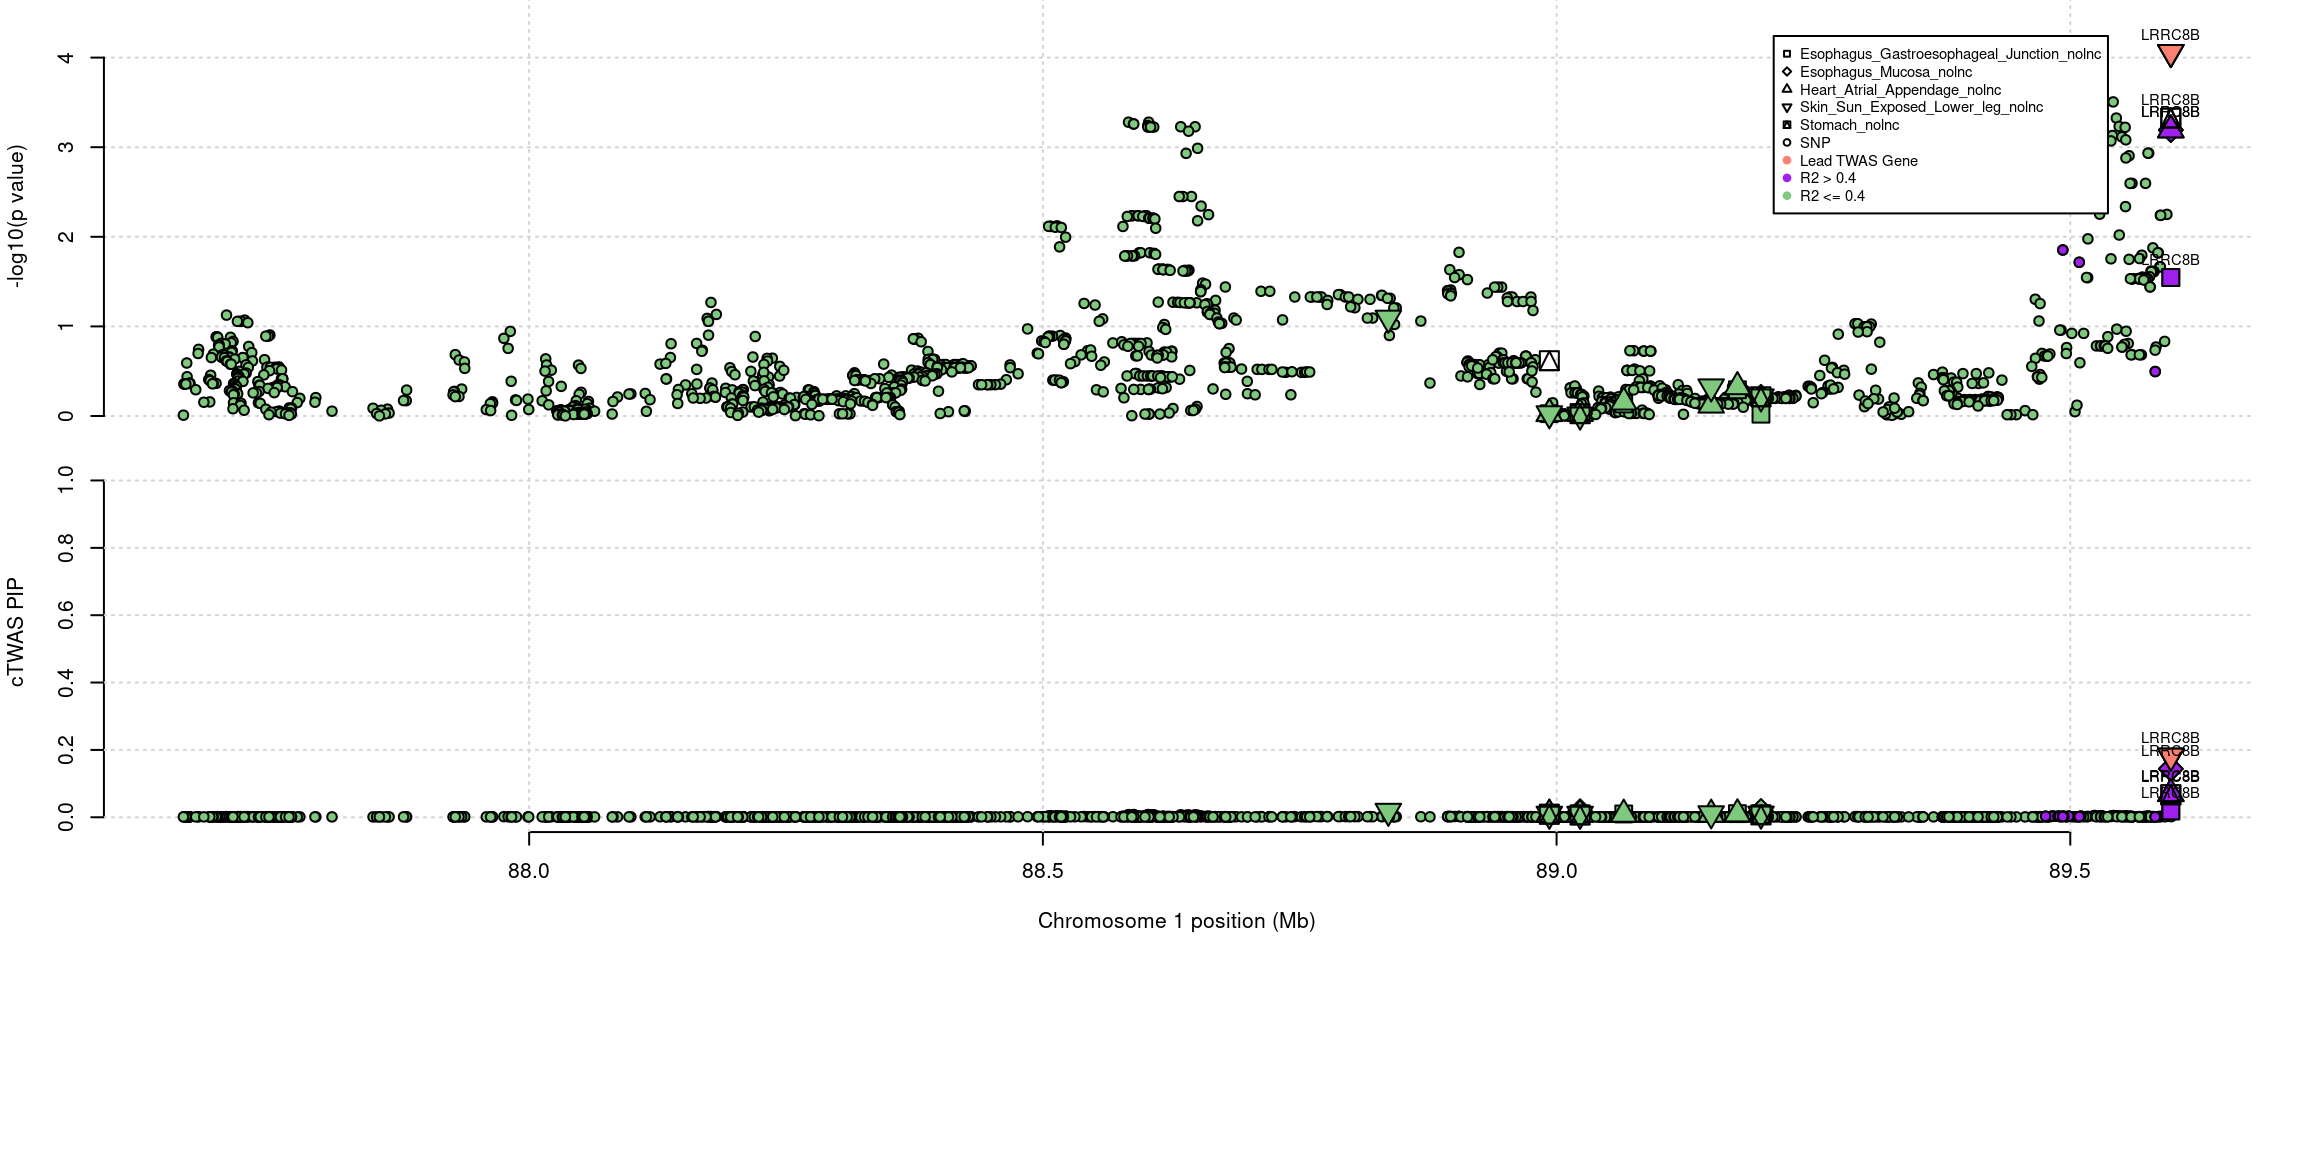 LRRC8B
4
Esophagus_Gastroesophageal_Junction_nolnc
Esophagus_Mucosa_nolnc
Heart_Atrial_Appendage_nolnc
Skin_Sun_Exposed_Lower_leg_nolnc
Stomach_nolnc
SNP
Lead TWAS Gene
R2 > 0.4
R2 <= 0.4
LRRC8B
LRRC8B
3
-log10(p value)
2
LRRC8B
1
0
1.0
0.8
0.6
cTWAS PIP
0.4
0.2
0.0
LRRC8B
LRRC8B
LRRC8B
LRRC8B
88.0
88.5
89.0
89.5
Chromosome 1 position (Mb)